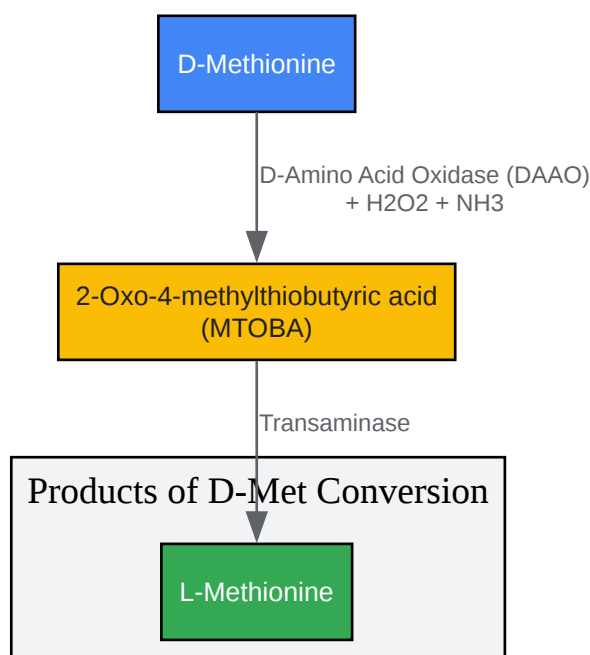 D-Methionine
D-Amino Acid Oxidase (DAAO)
+ H2O2 + NH3
2-Oxo-4-methylthiobutyric acid
(MTOBA)
Transaminase
Products of D-Met Conversion
L-Methionine